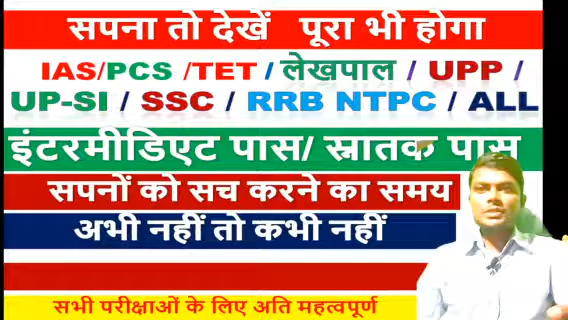 सपना तो देखें पूरा भी होगा
IAS/PCS /TET / लेखपाल / UPP /
UP-SI / SSC / RRB NTPC / ALL
इंटरमीडिएट पास/ स्नातक पास
सपनों को सच करने का समय
अभी नहीं तो कभी नहीं
सभी परीक्षाओं के लिए अति महत्वपूर्ण